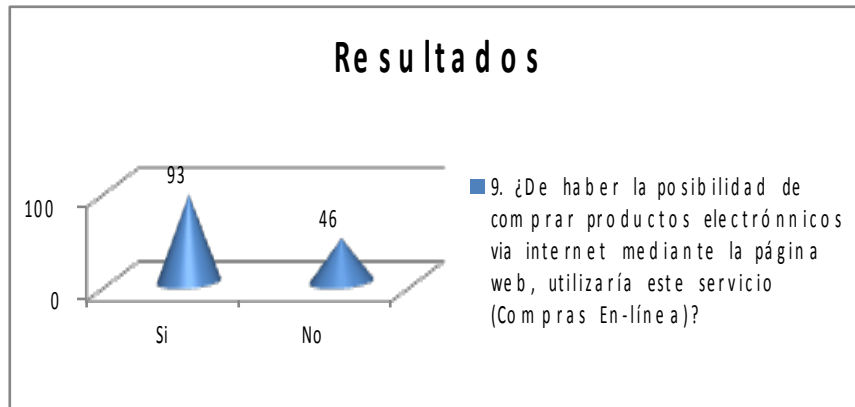 Resultados
93
46
100
0
Si
No
9. ¿De haber la posibilidad de
comprar productos electrónnicos
via internet mediante la página
web, utilizaría este servicio
(Compras En-línea)?